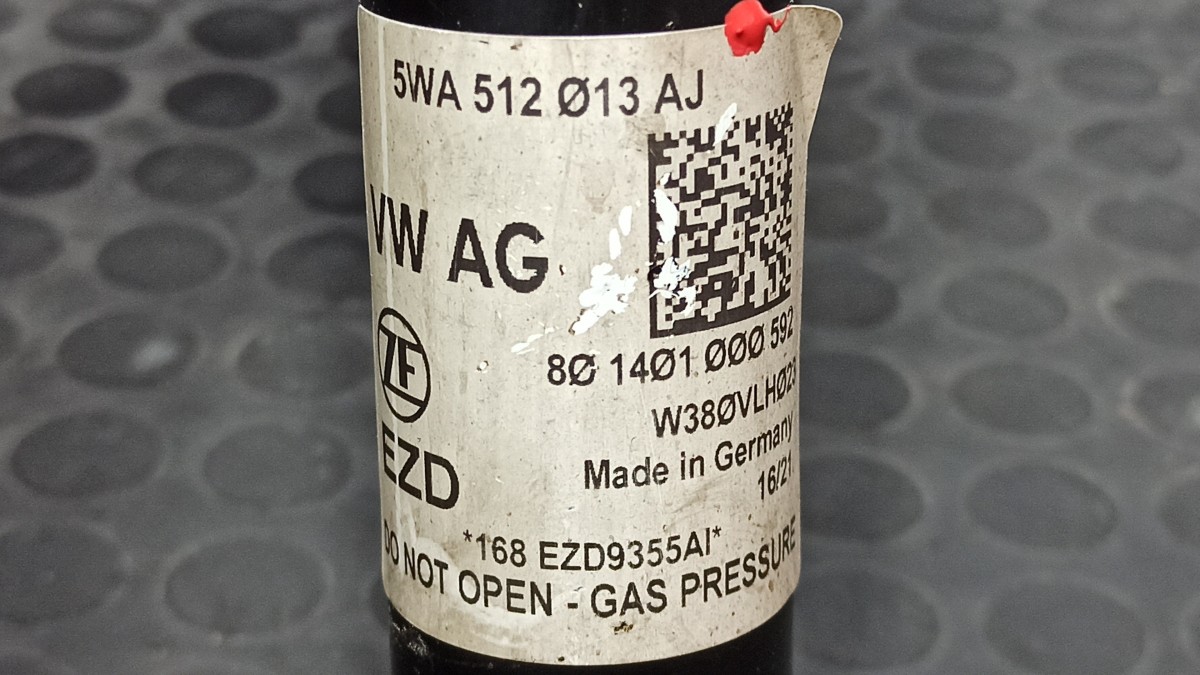 5WA 512 Ø13 AJ
VW AG
8Ø 14Ø1 ØØØ 592
W38ØVLHØ23
ZF
Made in Germany
EZD
16/21
*168 EZD9355AI*
DO NOT OPEN - GAS PRESSURE